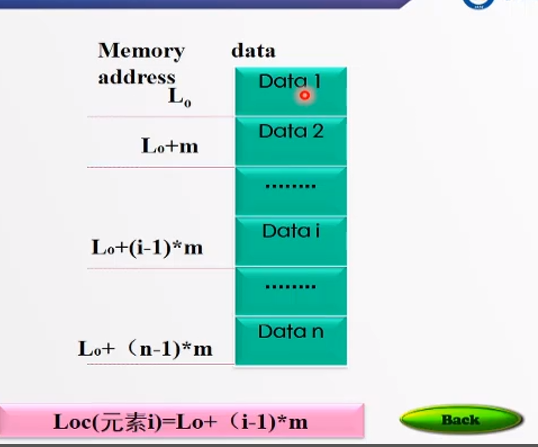 Memory address
data
L₀
Data 1
L₀+m
Data 2
........
L₀+(i-1)*m
Data i
........
L₀+（n-1)*m
Data n
Loc(元素i)=L₀+（i-1)*m
Back